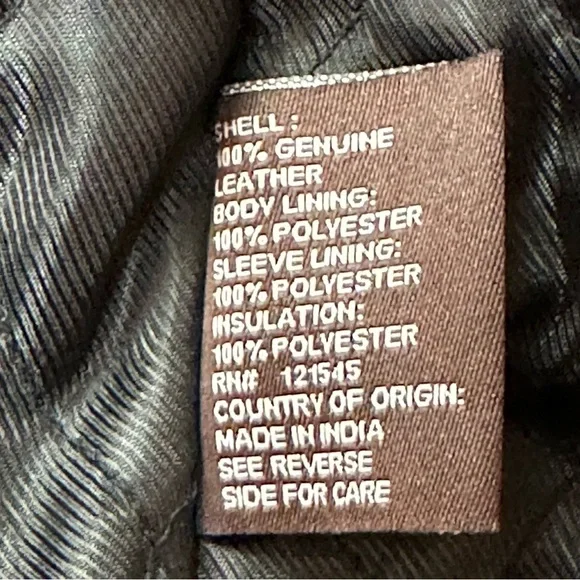 SHELL :
100% GENUINE
LEATHER
BODY LINING:
100% POLYESTER
SLEEVE LINING:
100% POLYESTER
INSULATION:
100% POLYESTER
RN# 121545
COUNTRY OF ORIGIN:
MADE IN INDIA
SEE REVERSE
SIDE FOR CARE